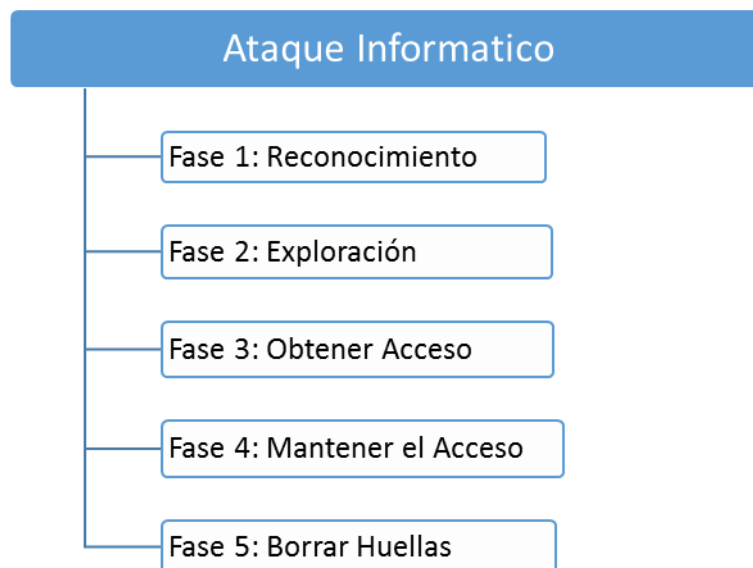 Ataque Informatico
Fase 1: Reconocimiento
Fase 2: Exploración
Fase 3: Obtener Acceso
Fase 4: Mantener el Acceso
Fase 5: Borrar Huellas